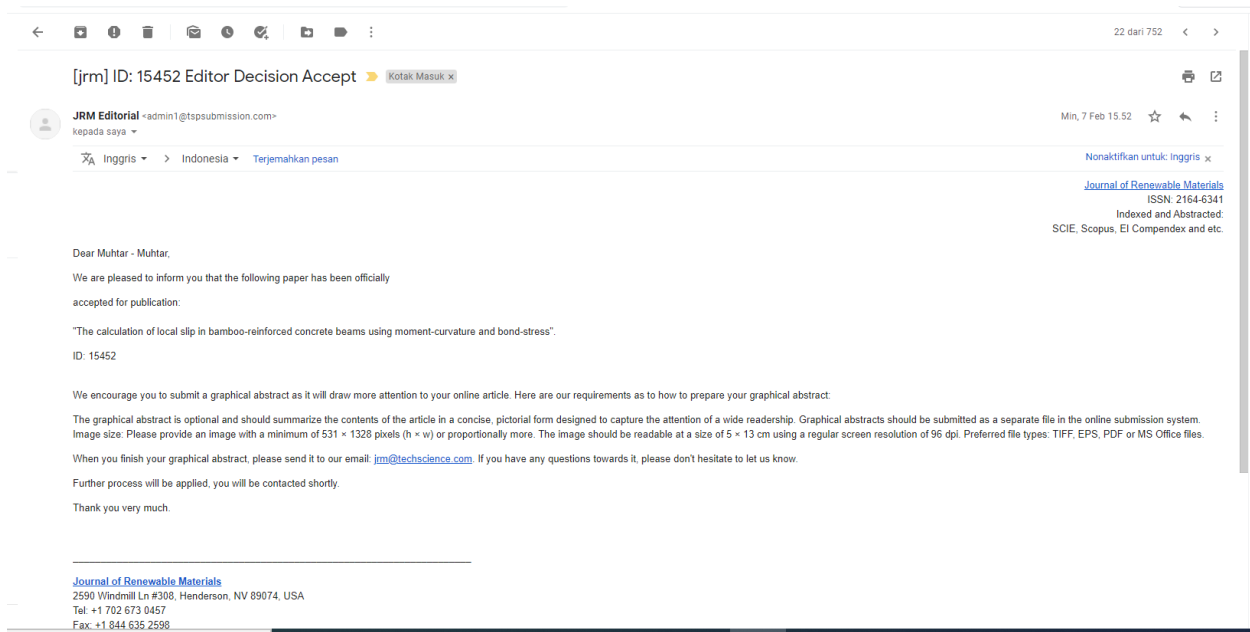 22 dari 752
[jrm] ID: 15452 Editor Decision Accept Kotak Masuk x
JRM Editorial <admin1@tspsubmission.com>
Min, 7 Feb 15.52
kepada saya
Inggris > Indonesia Terjemahkan pesan
Nonaktifkan untuk: Inggris x
Journal of Renewable Materials
ISSN: 2164-6341
Indexed and Abstracted:
SCIE, Scopus, EI Compendex and etc.
Dear Muhtar - Muhtar,
We are pleased to inform you that the following paper has been officially
accepted for publication:
"The calculation of local slip in bamboo-reinforced concrete beams using moment-curvature and bond-stress".
ID: 15452
We encourage you to submit a graphical abstract as it will draw more attention to your online article. Here are our requirements as to how to prepare your graphical abstract:
The graphical abstract is optional and should summarize the contents of the article in a concise, pictorial form designed to capture the attention of a wide readership. Graphical abstracts should be submitted as a separate file in the online submission system.
Image size: Please provide an image with a minimum of 531 × 1328 pixels (h × w) or proportionally more. The image should be readable at a size of 5 × 13 cm using a regular screen resolution of 96 dpi. Preferred file types: TIFF, EPS, PDF or MS Office files.
When you finish your graphical abstract, please send it to our email: jrm@techscience.com. If you have any questions towards it, please don't hesitate to let us know.
Further process will be applied, you will be contacted shortly.
Thank you very much.
Journal of Renewable Materials
2590 Windmill Ln #308, Henderson, NV 89074, USA
Tel: +1 702 673 0457
Fax: +1 844 635 2598